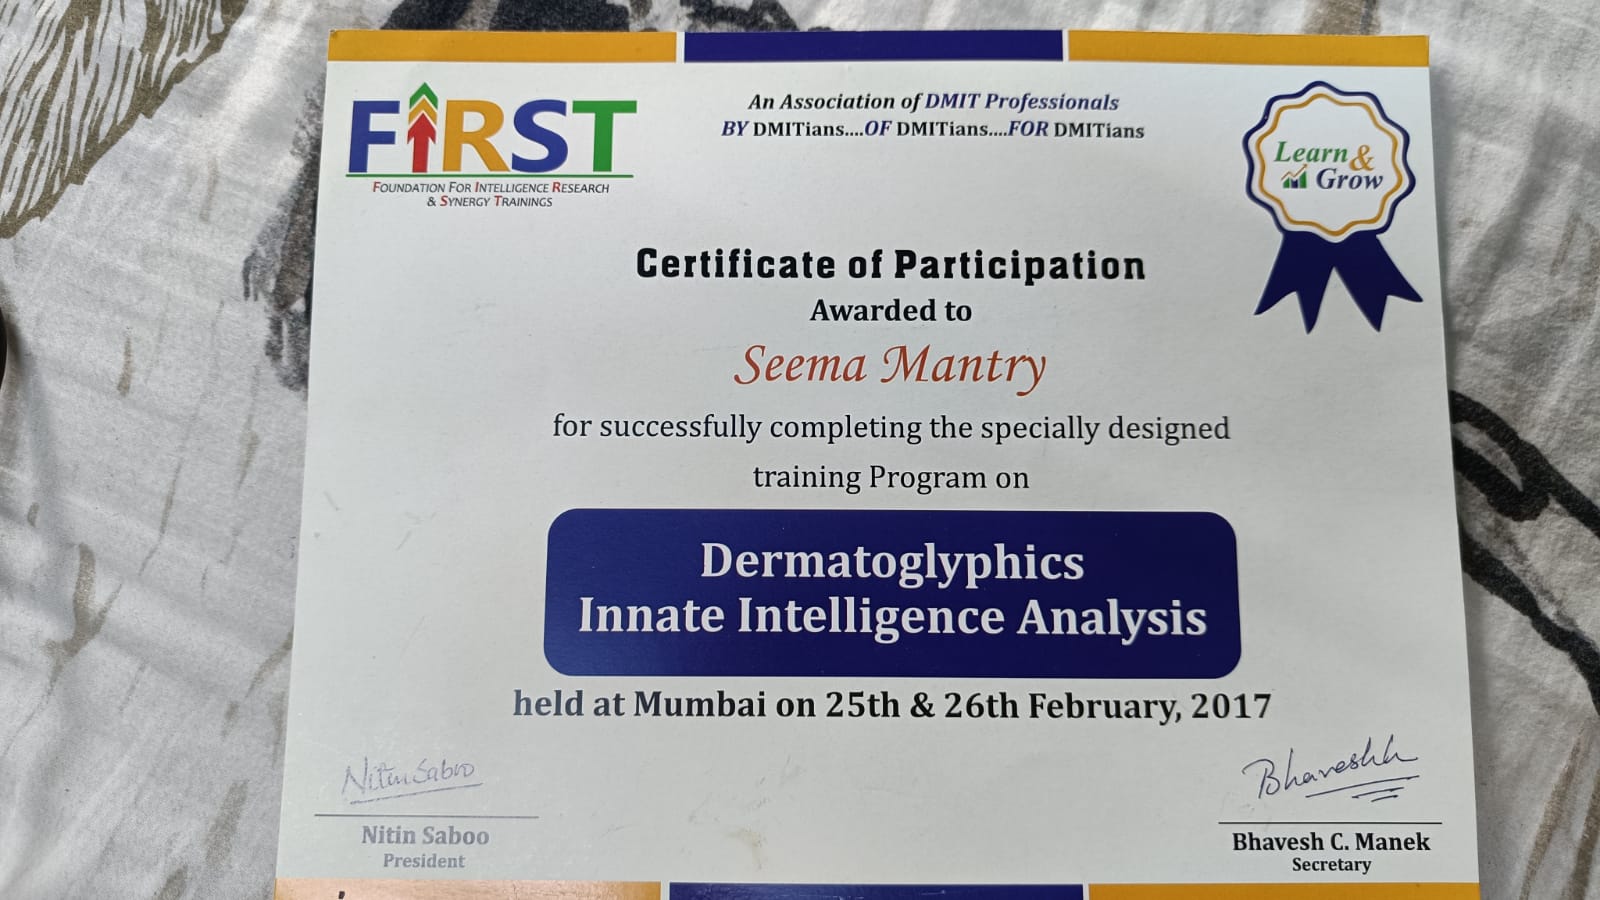 FIRST
FOUNDATION FOR INTELLIGENCE RESEARCH
& SYNERGY TRAININGS
An Association of DMIT Professionals
BY DMITians....OF DMITians....FOR DMITians
Learn &
Grow
Certificate of Participation
Awarded to
Seema Mantry
for successfully completing the specially designed
training Program on
Dermatoglyphics
Innate Intelligence Analysis
held at Mumbai on 25th & 26th February, 2017
Nitin Saboo
Nitin Saboo
President
Bhaveshh
Bhavesh C. Manek
Secretary